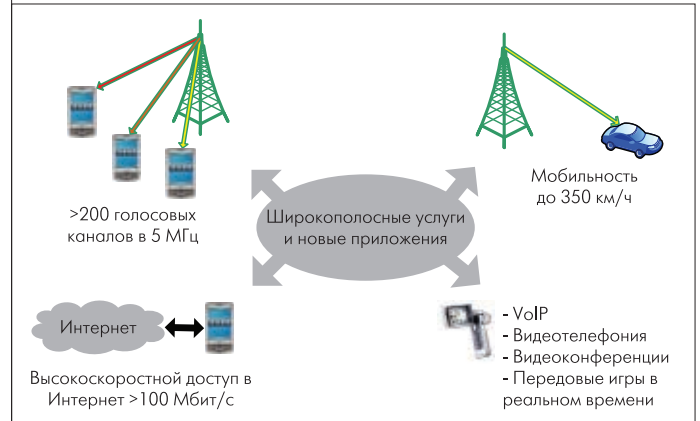 >200 голосовых
каналов в 5 МГц
Мобильность
до 350 км/ч
Широкополосные услуги
и новые приложения
Интернет
Высокоскоростной доступ в
Интернет >100 Мбит/с
- VoIP
- Видеотелефония
- Видеоконференции
- Передовые игры в
реальном времени